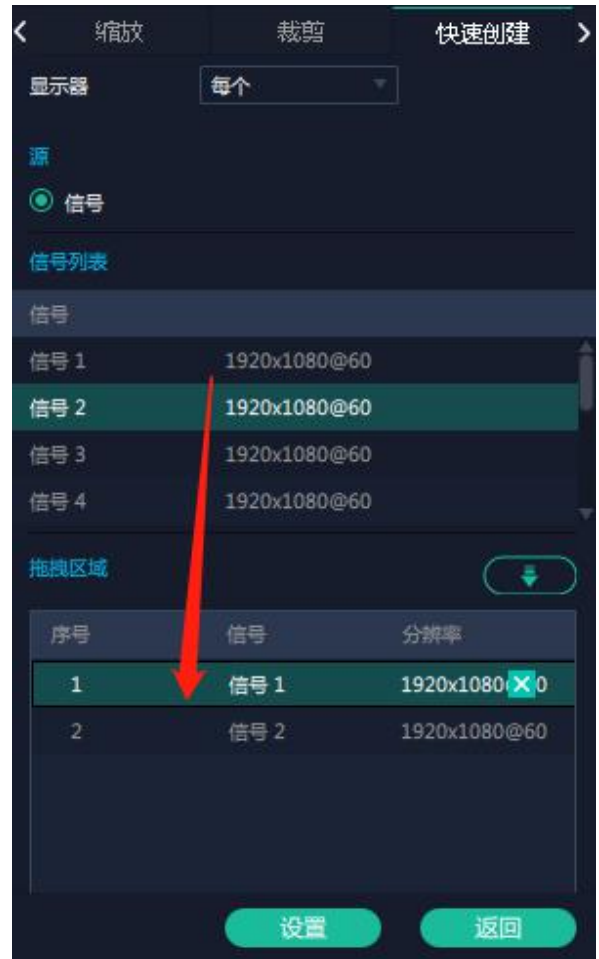 缩放 裁剪 快速创建
显示器 每个
源
信号
信号列表
信号
信号 1 1920x1080@60
信号 2 1920x1080@60
信号 3 1920x1080@60
信号 4 1920x1080@60
拖拽区域
序号 信号 分辨率
1 信号 1 1920x1080 0
2 信号 2 1920x1080@60
设置 返回